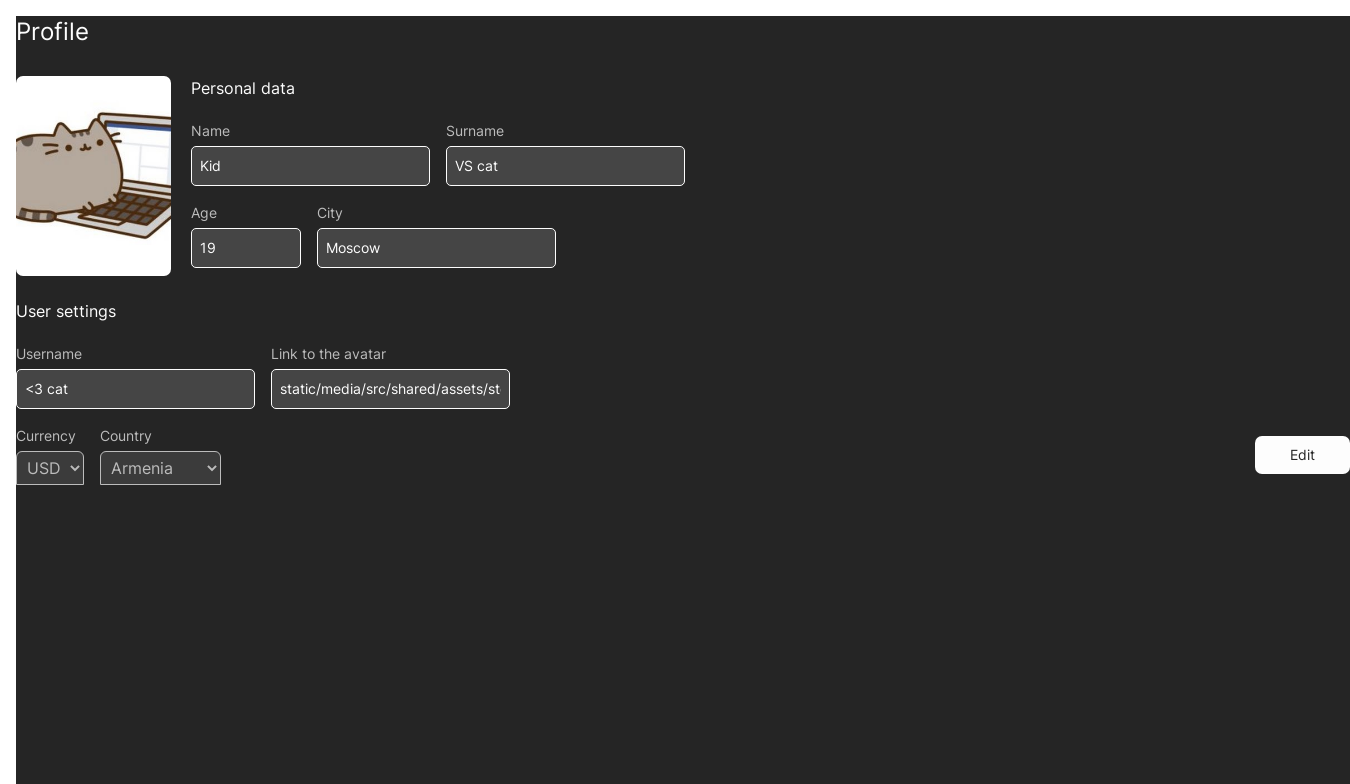 Profile
Personal data
Name Surname
Kid VS cat
Age City
19 Moscow
User settings
Username Link to the avatar
<3 cat static/media/src/shared/assets/st
Currency Country
USD Armenia
Edit